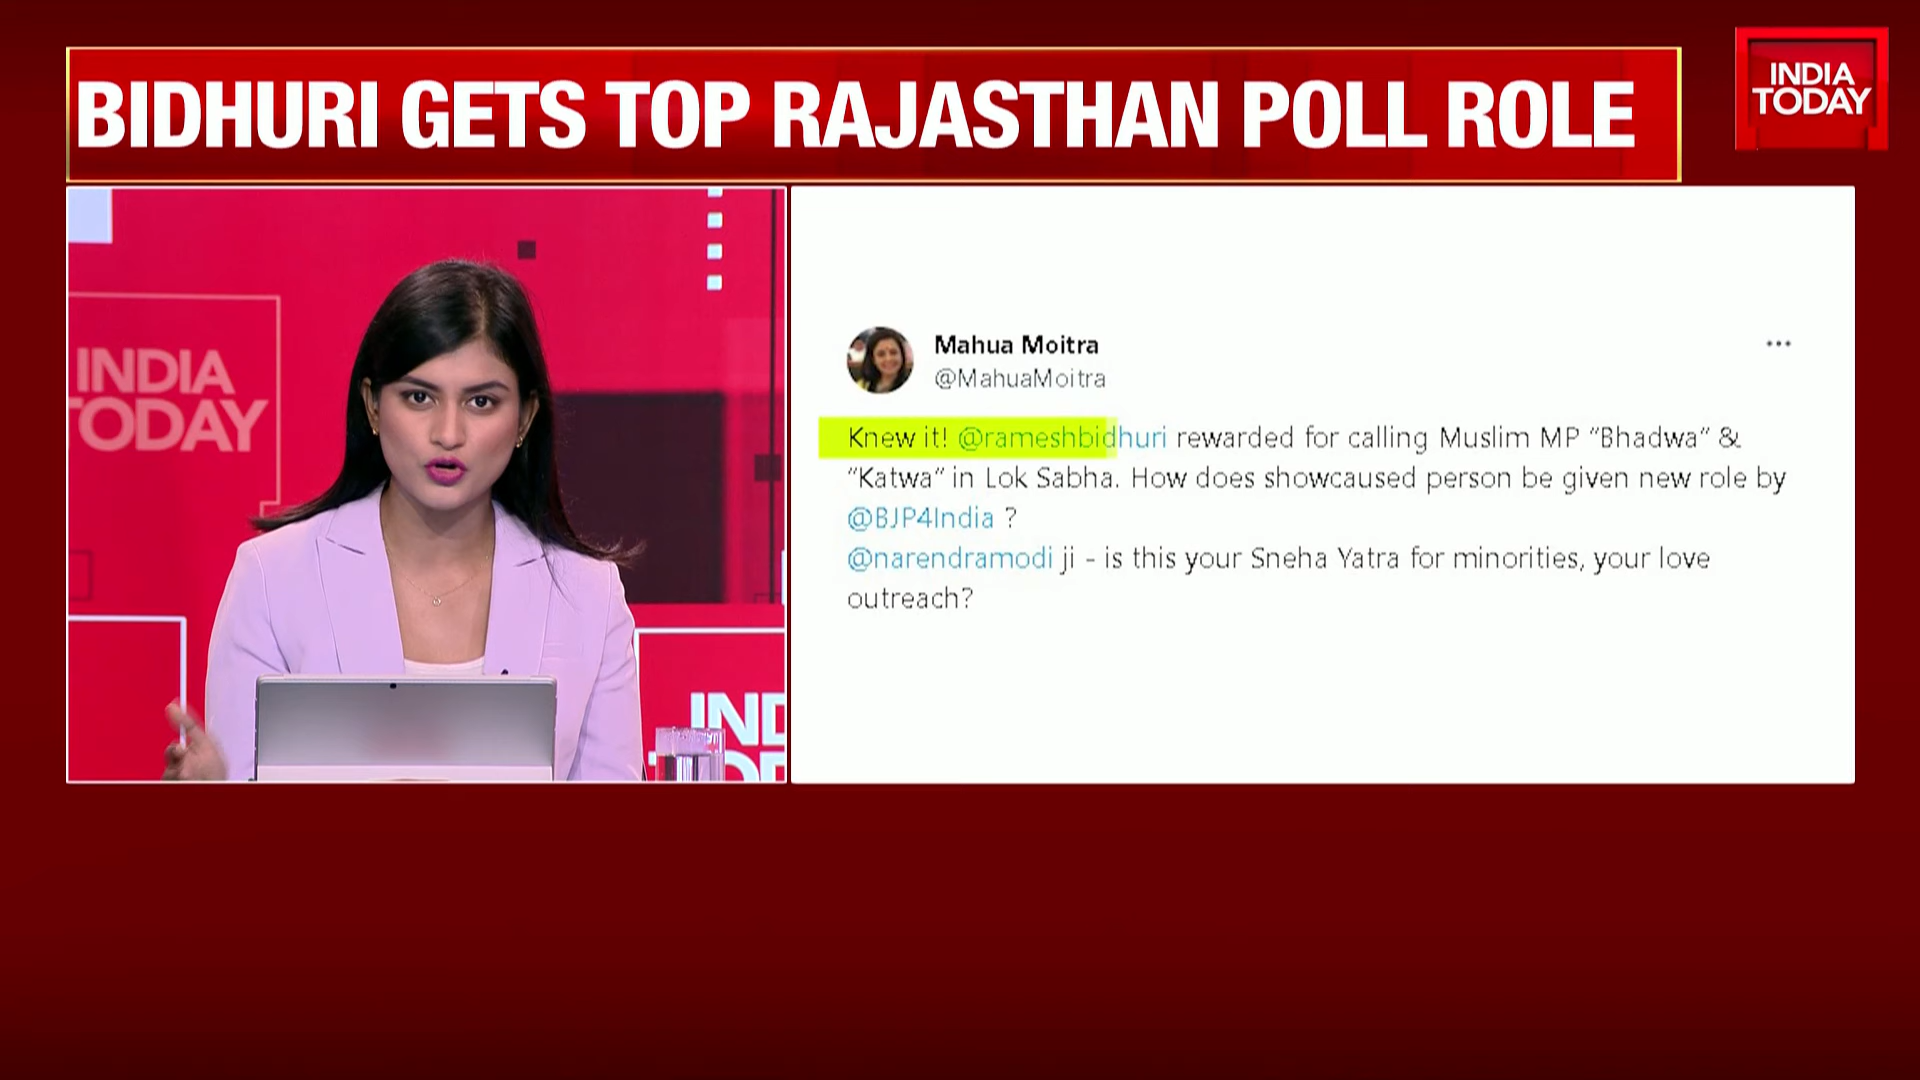 BIDHURI GETS TOP RAJASTHAN POLL ROLE
INDIA
TODAY
INDIA
TODAY
Mahua Moitra
@MahuaMoitra
Knew it! @rameshbidhuri rewarded for calling Muslim MP “Bhadwa” &
“Katwa” in Lok Sabha. How does showcaused person be given new role by
@BJP4India ?
@narendramodi ji - is this your Sneha Yatra for minorities, your love
outreach?